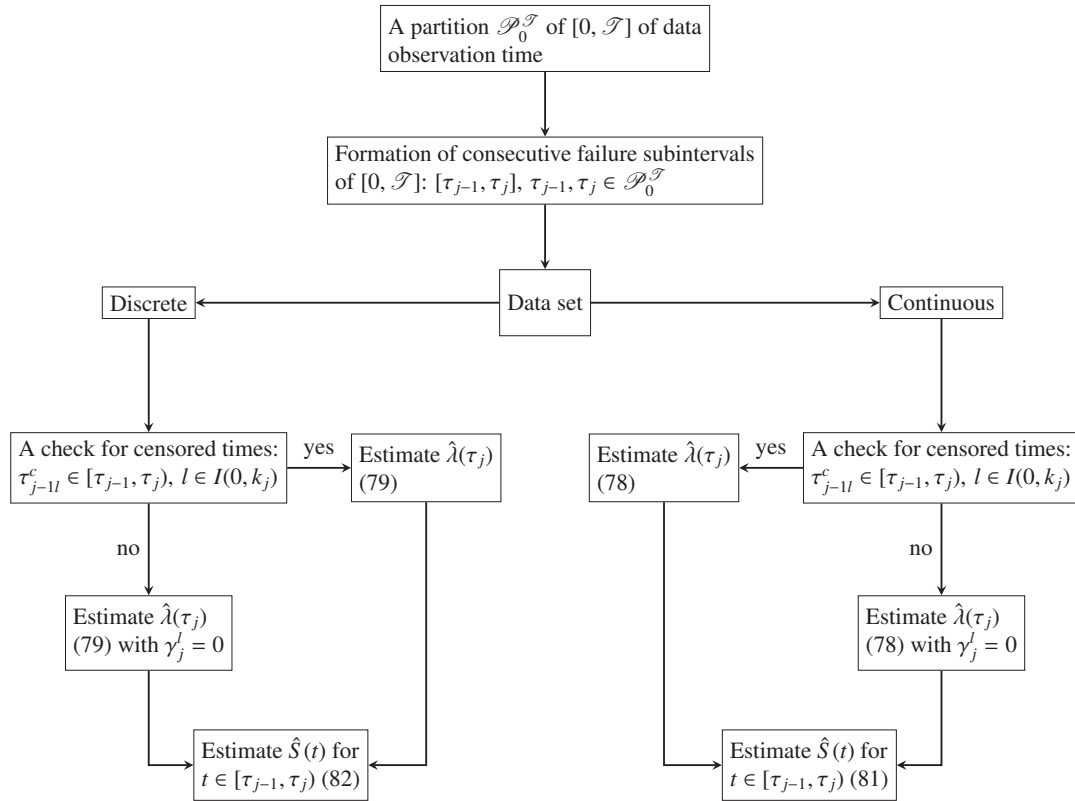 A partition 𝒫₀^𝒯 of [0, 𝒯] of data
observation time
Formation of consecutive failure subintervals
of [0, 𝒯]: [τ_{j−1}, τ_j], τ_{j−1}, τ_j ∈ 𝒫₀^𝒯
Discrete
Data set
Continuous
A check for censored times:
τ^c_{j−1l} ∈ [τ_{j−1}, τ_j), l ∈ I(0, k_j)
yes
Estimate λ̂(τ_j)
(79)
Estimate λ̂(τ_j)
(78)
yes
A check for censored times:
τ^c_{j−1l} ∈ [τ_{j−1}, τ_j), l ∈ I(0, k_j)
no
no
Estimate λ̂(τ_j)
(79) with γ^l_j = 0
Estimate λ̂(τ_j)
(78) with γ^l_j = 0
Estimate Ŝ(t) for
t ∈ [τ_{j−1}, τ_j) (82)
Estimate Ŝ(t) for
t ∈ [τ_{j−1}, τ_j) (81)